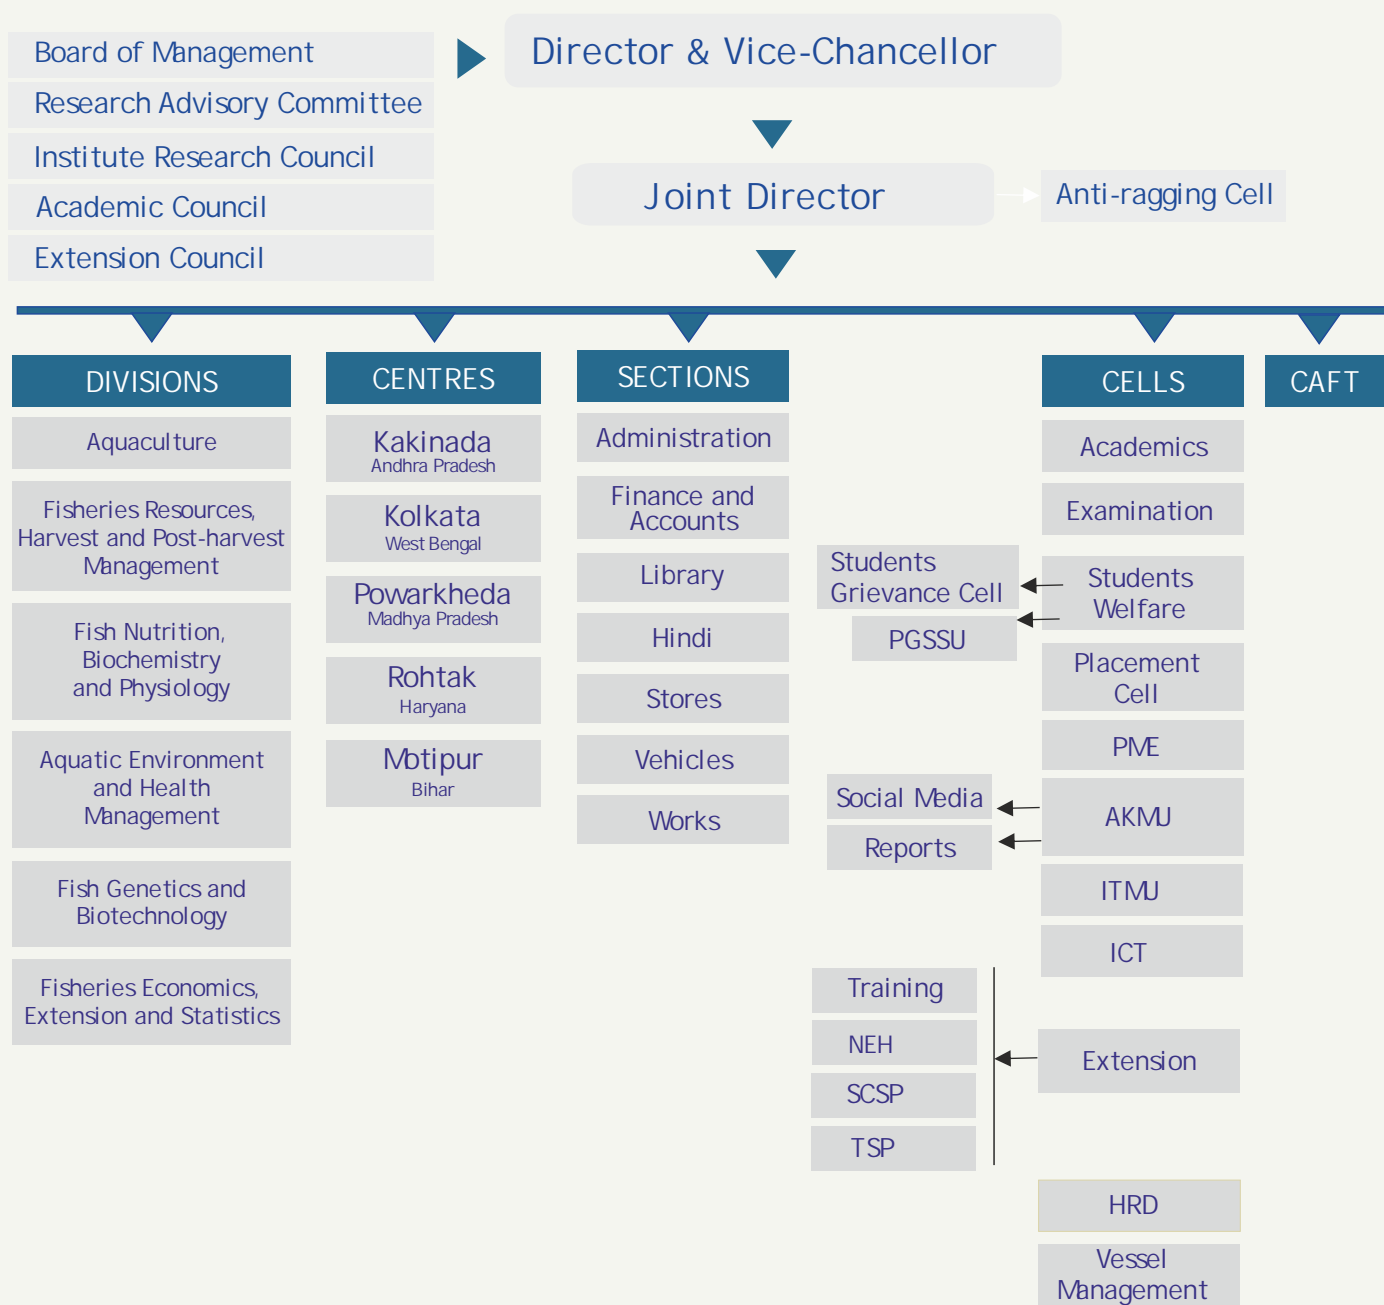 Board of Management
Research Advisory Committee
Institute Research Council
Academic Council
Extension Council
Director & Vice-Chancellor
Joint Director
Anti-ragging Cell
DIVISIONS
Aquaculture
Fisheries Resources,
Harvest and Post-harvest
Management
Fish Nutrition,
Biochemistry
and Physiology
Aquatic Environment
and Health
Management
Fish Genetics and
Biotechnology
Fisheries Economics,
Extension and Statistics
CENTRES
Kakinada
Andhra Pradesh
Kolkata
West Bengal
Powarkheda
Madhya Pradesh
Rohtak
Haryana
Motipur
Bihar
SECTIONS
Administration
Finance and
Accounts
Library
Hindi
Stores
Vehicles
Works
CELLS
Academics
Examination
Students
Welfare
Students
Grievance Cell
PGSSU
Placement
Cell
PME
AKMU
Social Media
Reports
ITMU
ICT
Extension
Training
NEH
SCSP
TSP
HRD
Vessel
Management
CAFT